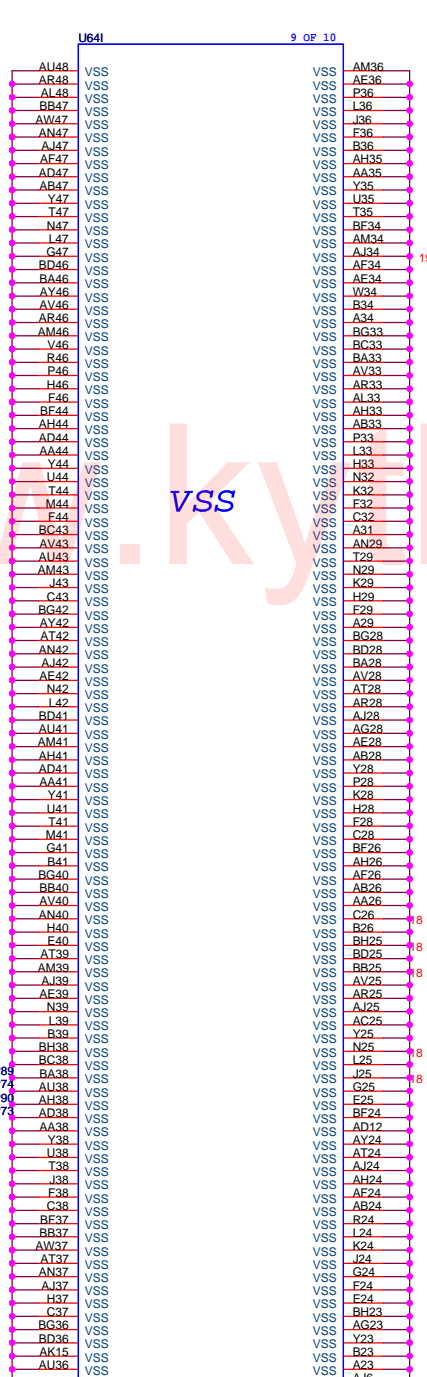 U64I 9 OF 10
AU48 VSS VSS AM36
AR48 VSS VSS AE36
AL48 VSS VSS P36
BB47 VSS VSS L36
AW47 VSS VSS J36
AN47 VSS VSS F36
AJ47 VSS VSS B36
AF47 VSS VSS AH35
AD47 VSS VSS AA35
AB47 VSS VSS Y35
Y47 VSS VSS U35
T47 VSS VSS T35
N47 VSS VSS BF34
L47 VSS VSS AM34
G47 VSS VSS AJ34
BD46 VSS VSS AF34
BA46 VSS VSS AE34
AY46 VSS VSS W34
AV46 VSS VSS B34
AR46 VSS VSS A34
AM46 VSS VSS BG33
V46 VSS VSS BC33
R46 VSS VSS BA33
P46 VSS VSS AV33
H46 VSS VSS AR33
F46 VSS VSS AL33
BF44 VSS VSS AH33
AH44 VSS VSS AB33
AD44 VSS VSS P33
AA44 VSS VSS L33
Y44 VSS VSS H33
U44 VSS VSS N32
T44 VSS VSS K32
M44 VSS VSS VSS F32
F44 VSS VSS C32
BC43 VSS VSS A31
AV43 VSS VSS AN29
AU43 VSS VSS T29
AM43 VSS VSS N29
J43 VSS VSS K29
C43 VSS VSS H29
BG42 VSS VSS F29
AY42 VSS VSS A29
AT42 VSS VSS BG28
AN42 VSS VSS BD28
AJ42 VSS VSS BA28
AE42 VSS VSS AV28
N42 VSS VSS AT28
L42 VSS VSS AR28
BD41 VSS VSS AJ28
AU41 VSS VSS AG28
AM41 VSS VSS AE28
AH41 VSS VSS AB28
AD41 VSS VSS Y28
AA41 VSS VSS P28
Y41 VSS VSS K28
U41 VSS VSS H28
T41 VSS VSS F28
M41 VSS VSS C28
G41 VSS VSS BF26
B41 VSS VSS AH26
BG40 VSS VSS AF26
BB40 VSS VSS AB26
AV40 VSS VSS AA26
AN40 VSS VSS C26 18
H40 VSS VSS B26
E40 VSS VSS BH25 18
AT39 VSS VSS BD25
AM39 VSS VSS BB25 18
AJ39 VSS VSS AV25
AE39 VSS VSS AR25
N39 VSS VSS AJ25
L39 VSS VSS AC25
B39 VSS VSS Y25
BH38 VSS VSS N25 18
BC38 VSS VSS L25
BA38 VSS VSS J25 18
AU38 VSS VSS G25
AH38 VSS VSS E25
AD38 VSS VSS BF24
AA38 VSS VSS AD12
Y38 VSS VSS AY24
U38 VSS VSS AT24
T38 VSS VSS AJ24
J38 VSS VSS AH24
F38 VSS VSS AF24
C38 VSS VSS AB24
BF37 VSS VSS R24
BB37 VSS VSS L24
AW37 VSS VSS K24
AT37 VSS VSS J24
AN37 VSS VSS G24
AJ37 VSS VSS F24
H37 VSS VSS E24
C37 VSS VSS BH23
BG36 VSS VSS AG23
BD36 VSS VSS Y23
AK15 VSS VSS B23
AU36 VSS VSS A23